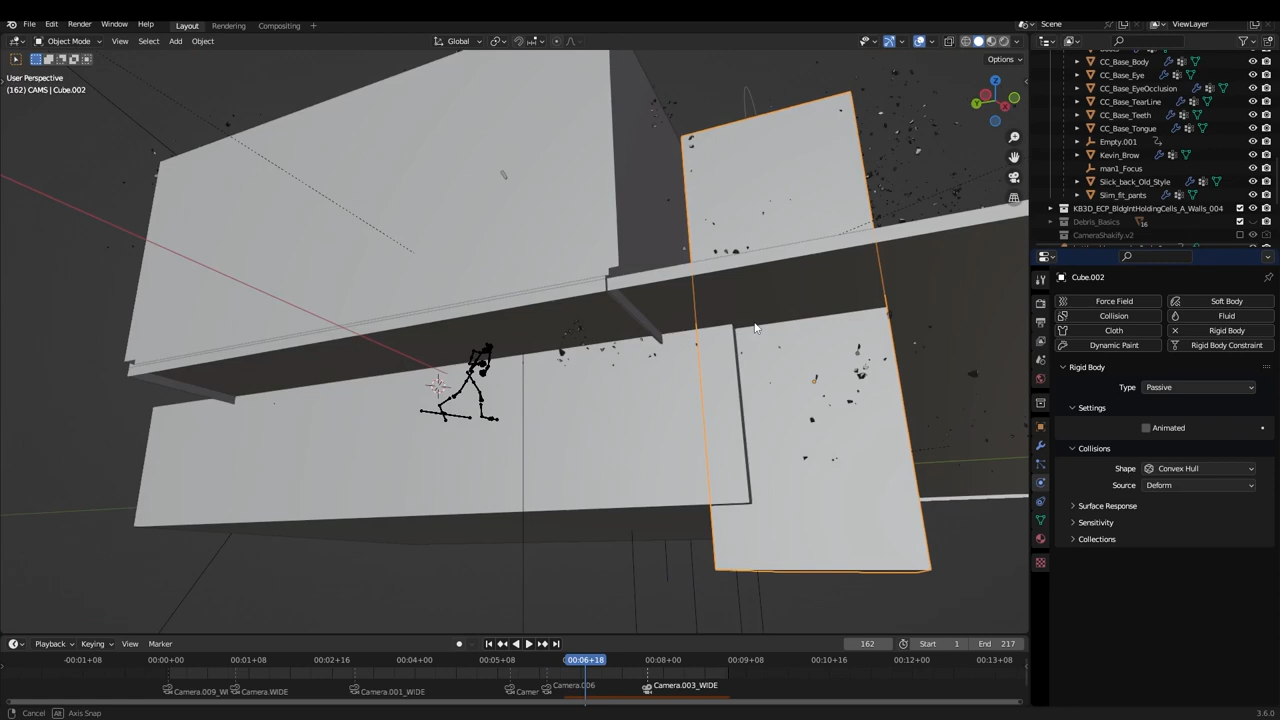 File Edit Render Window Help Layout Rendering Compositing + Scene ViewLayer
Object Mode View Select Add Object Global
Options
User Perspective
(162) CAMS | Cube.002
Z
CC_Base_Body
CC_Base_Eye
CC_Base_EyeOcclusion
CC_Base_TearLine
CC_Base_Teeth
CC_Base_Tongue
Empty.001
Kevin_Brow
man1_Focus
Slick_back_Old_Style
Slim_fit_pants
KB3D_ECP_BldgIntHoldingCells_A_Walls_004
Debris_Basics 16
CameraShakify.v2
Cube.002
Force Field Soft Body
Collision Fluid
Cloth Rigid Body
Dynamic Paint Rigid Body Constraint
Rigid Body
Type Passive
Settings
Animated
Collisions
Shape Convex Hull
Source Deform
Surface Response
Sensitivity
Collections
Playback Keying View Marker 162 Start 1 End 217
-00:01+08 00:00+00 00:01+08 00:02+16 00:04+00 00:05+08 00:06+18 00:08+00 00:09+08 00:10+16 00:12+00 00:13+08
Camera.009_WI Camera.WIDE Camera.001_WIDE Camer Camera.006 Camera.003_WIDE
Cancel Alt Axis Snap 3.6.0